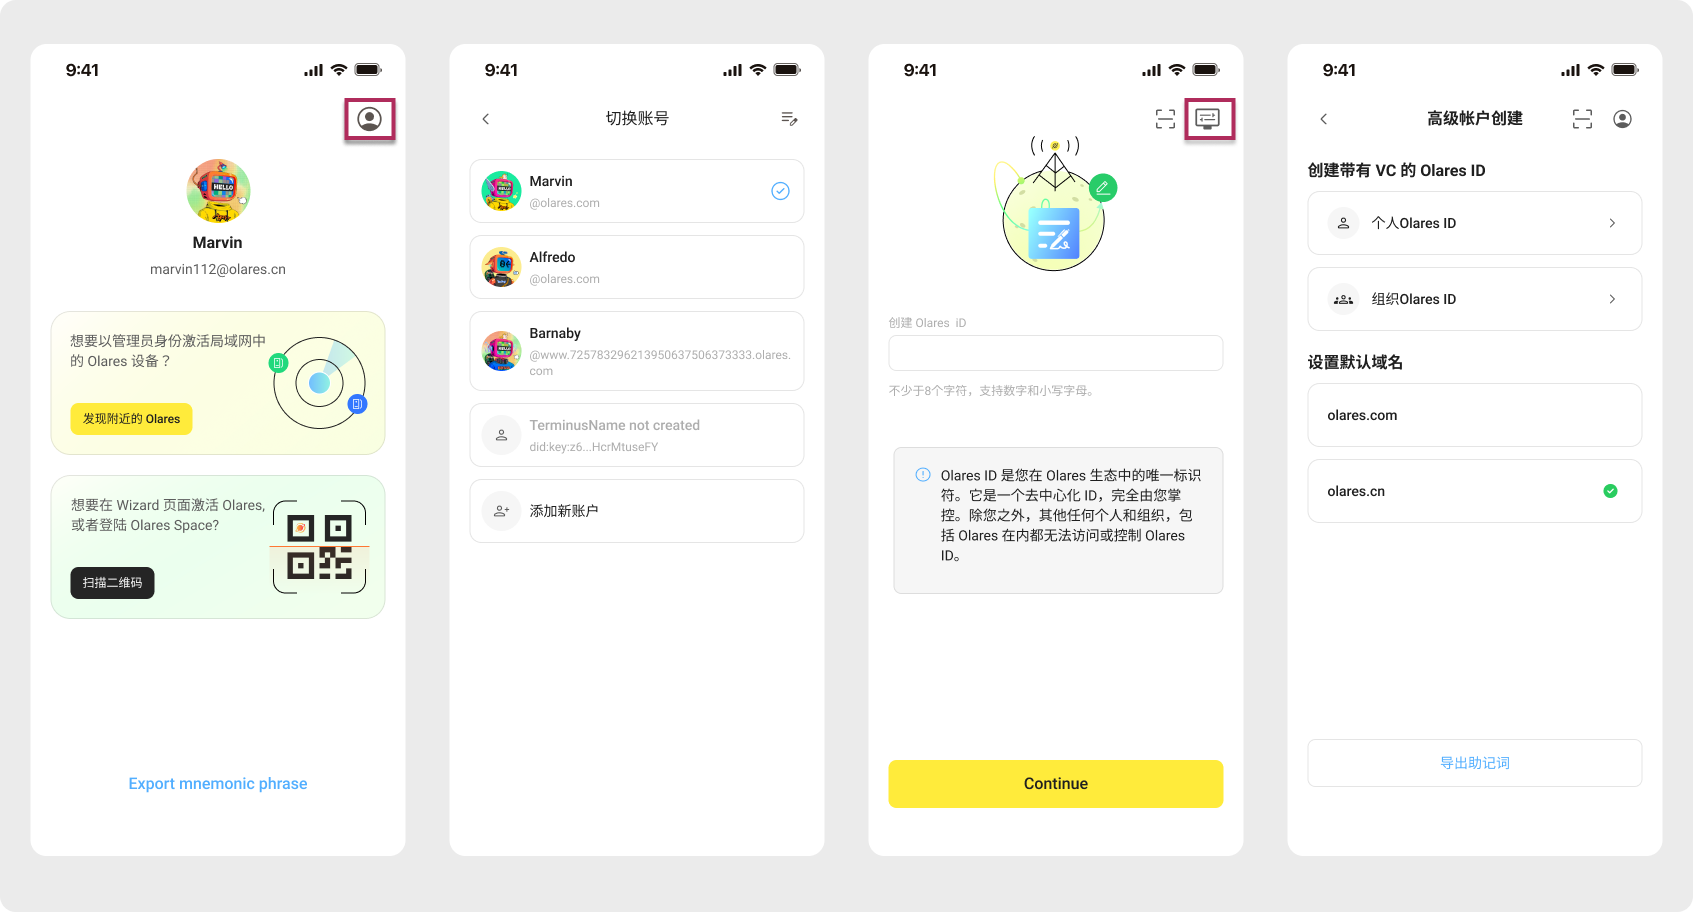 9:41
Marvin
marvin112@olares.cn
想要以管理员身份激活局域网中
的 Olares 设备？
发现附近的 Olares
想要在 Wizard 页面激活 Olares,
或者登陆 Olares Space?
扫描二维码
Export mnemonic phrase
9:41
切换账号
Marvin
@olares.com
Alfredo
@olares.com
Barnaby
@www.725783296213950637506373333.olares.
com
TerminusName not created
did:key:z6...HcrMtuseFY
添加新账户
9:41
创建 Olares iD
不少于8个字符，支持数字和小写字母。
Olares ID 是您在 Olares 生态中的唯一标识
符。它是一个去中心化 ID，完全由您掌
控。除您之外，其他任何个人和组织，包
括 Olares 在内都无法访问或控制 Olares
ID。
Continue
9:41
高级帐户创建
创建带有 VC 的 Olares ID
个人Olares ID
组织Olares ID
设置默认域名
olares.com
olares.cn
导出助记词